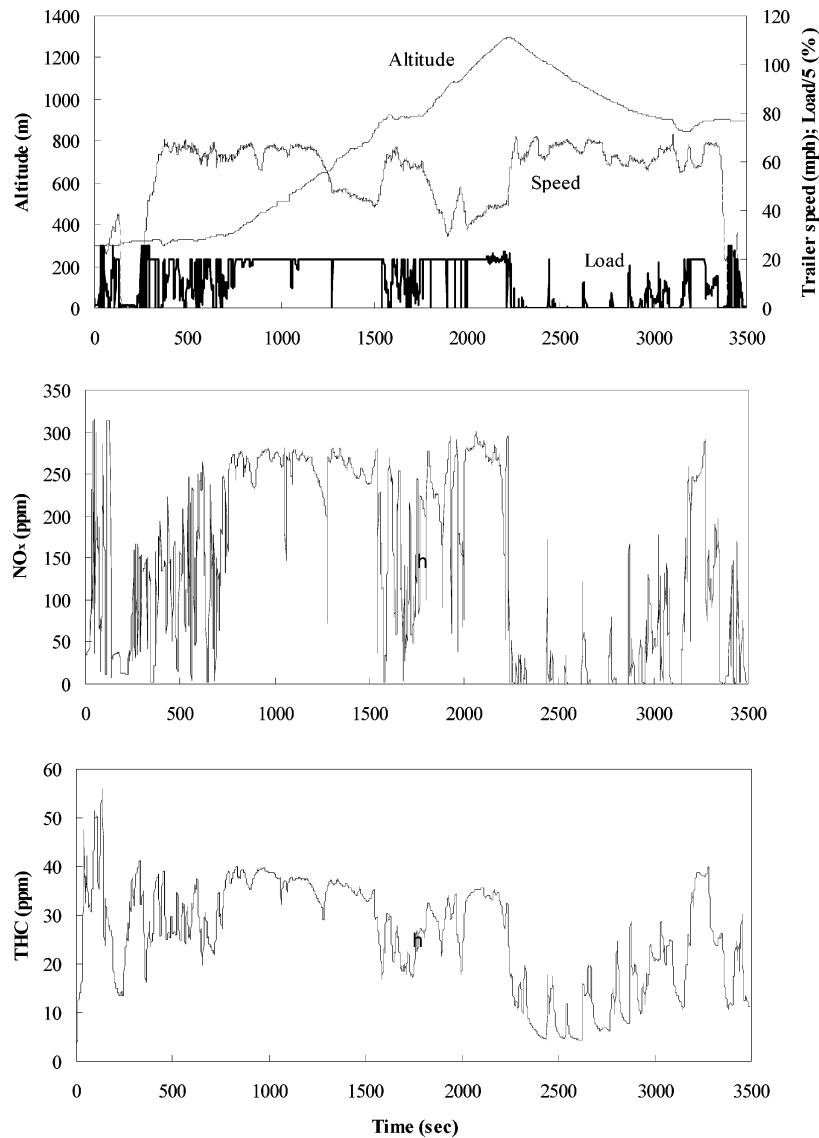 1400
1200
1000
800
600
400
200
0
Altitude (m)
120
100
80
60
40
20
0
Trailer speed (mph); Load/5 (%)
Altitude
Speed
Load
0 500 1000 1500 2000 2500 3000 3500
350
300
250
200
150
100
50
0
NOx (ppm)
h
0 500 1000 1500 2000 2500 3000 3500
60
50
40
30
20
10
0
THC (ppm)
h
0 500 1000 1500 2000 2500 3000 3500
Time (sec)